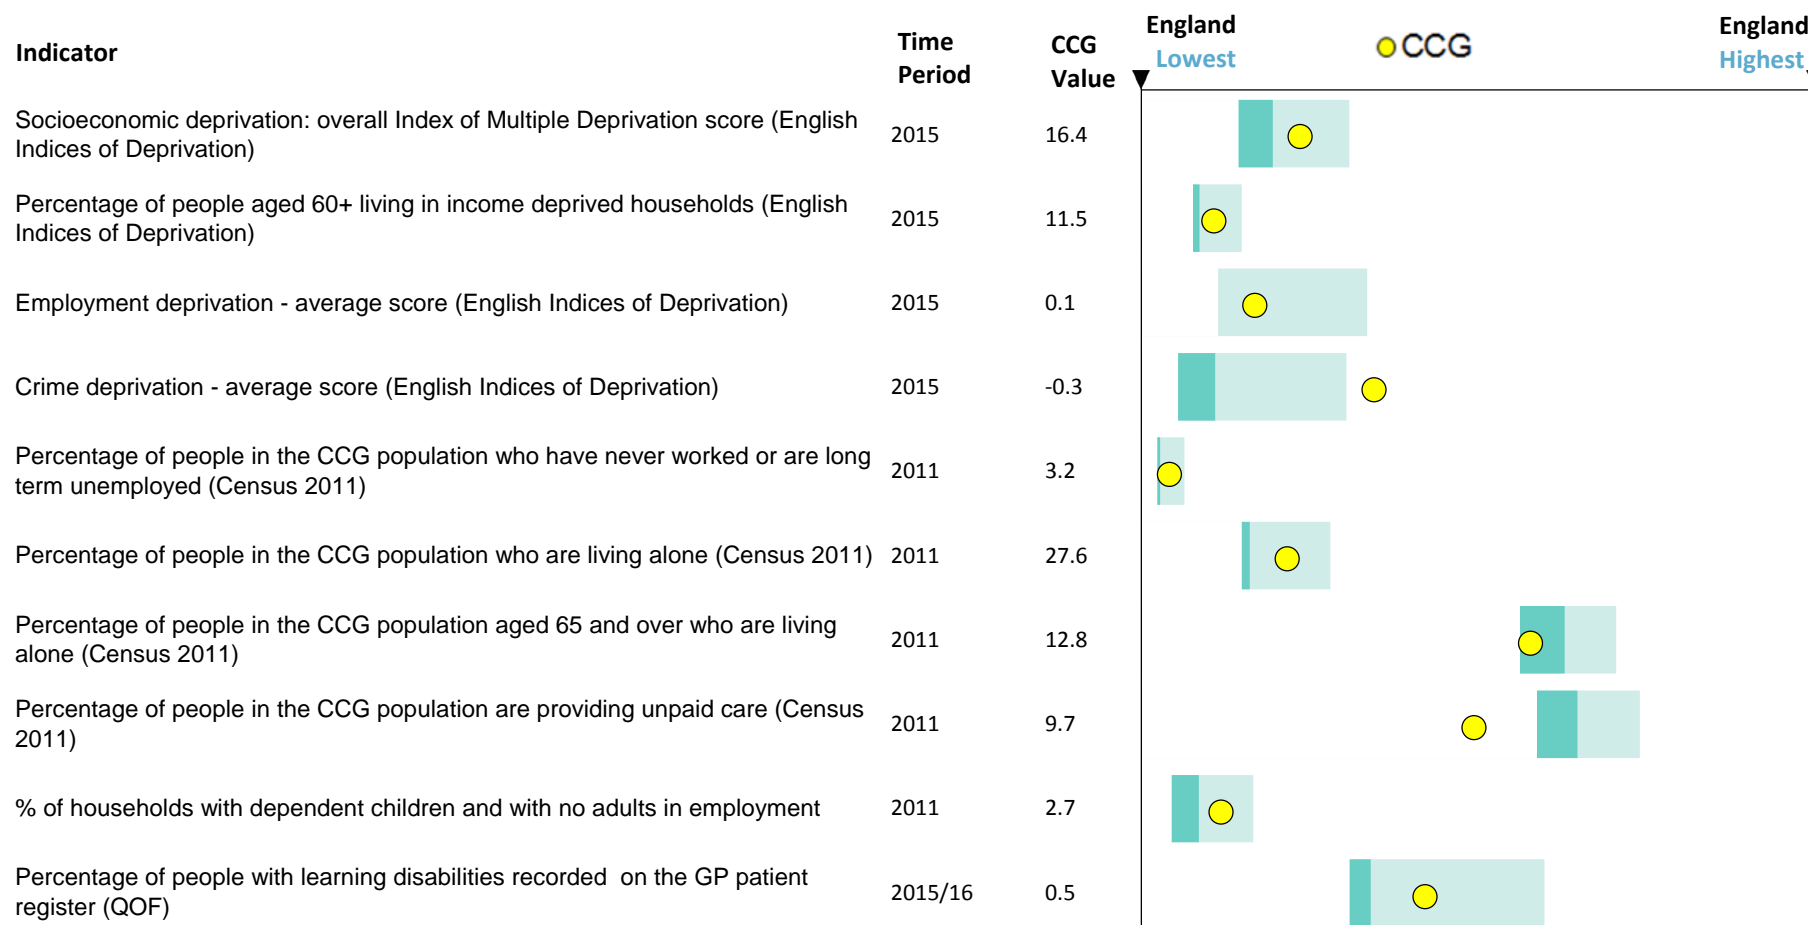 Indicator
Time
Period
CCG
Value
England
Lowest
CCG
England
Highest
Socioeconomic deprivation: overall Index of Multiple Deprivation score (English
Indices of Deprivation)
2015
16.4
Percentage of people aged 60+ living in income deprived households (English
Indices of Deprivation)
2015
11.5
Employment deprivation - average score (English Indices of Deprivation)
2015
0.1
Crime deprivation - average score (English Indices of Deprivation)
2015
-0.3
Percentage of people in the CCG population who have never worked or are long
term unemployed (Census 2011)
2011
3.2
Percentage of people in the CCG population who are living alone (Census 2011)
2011
27.6
Percentage of people in the CCG population aged 65 and over who are living
alone (Census 2011)
2011
12.8
Percentage of people in the CCG population are providing unpaid care (Census
2011)
2011
9.7
% of households with dependent children and with no adults in employment
2011
2.7
Percentage of people with learning disabilities recorded  on the GP patient
register (QOF)
2015/16
0.5